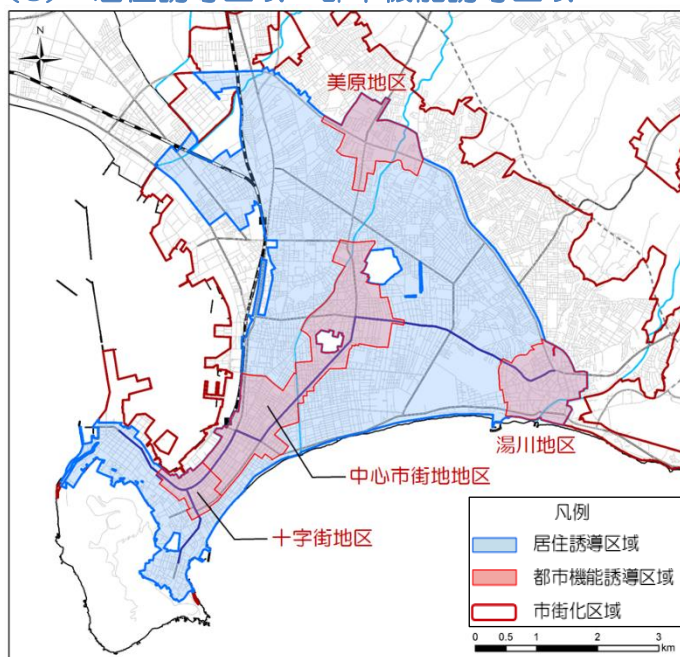 美原地区
湯川地区
中心市街地地区
十字街地区
凡例
居住誘導区域
都市機能誘導区域
市街化区域
0 0.5 1 2 3
km